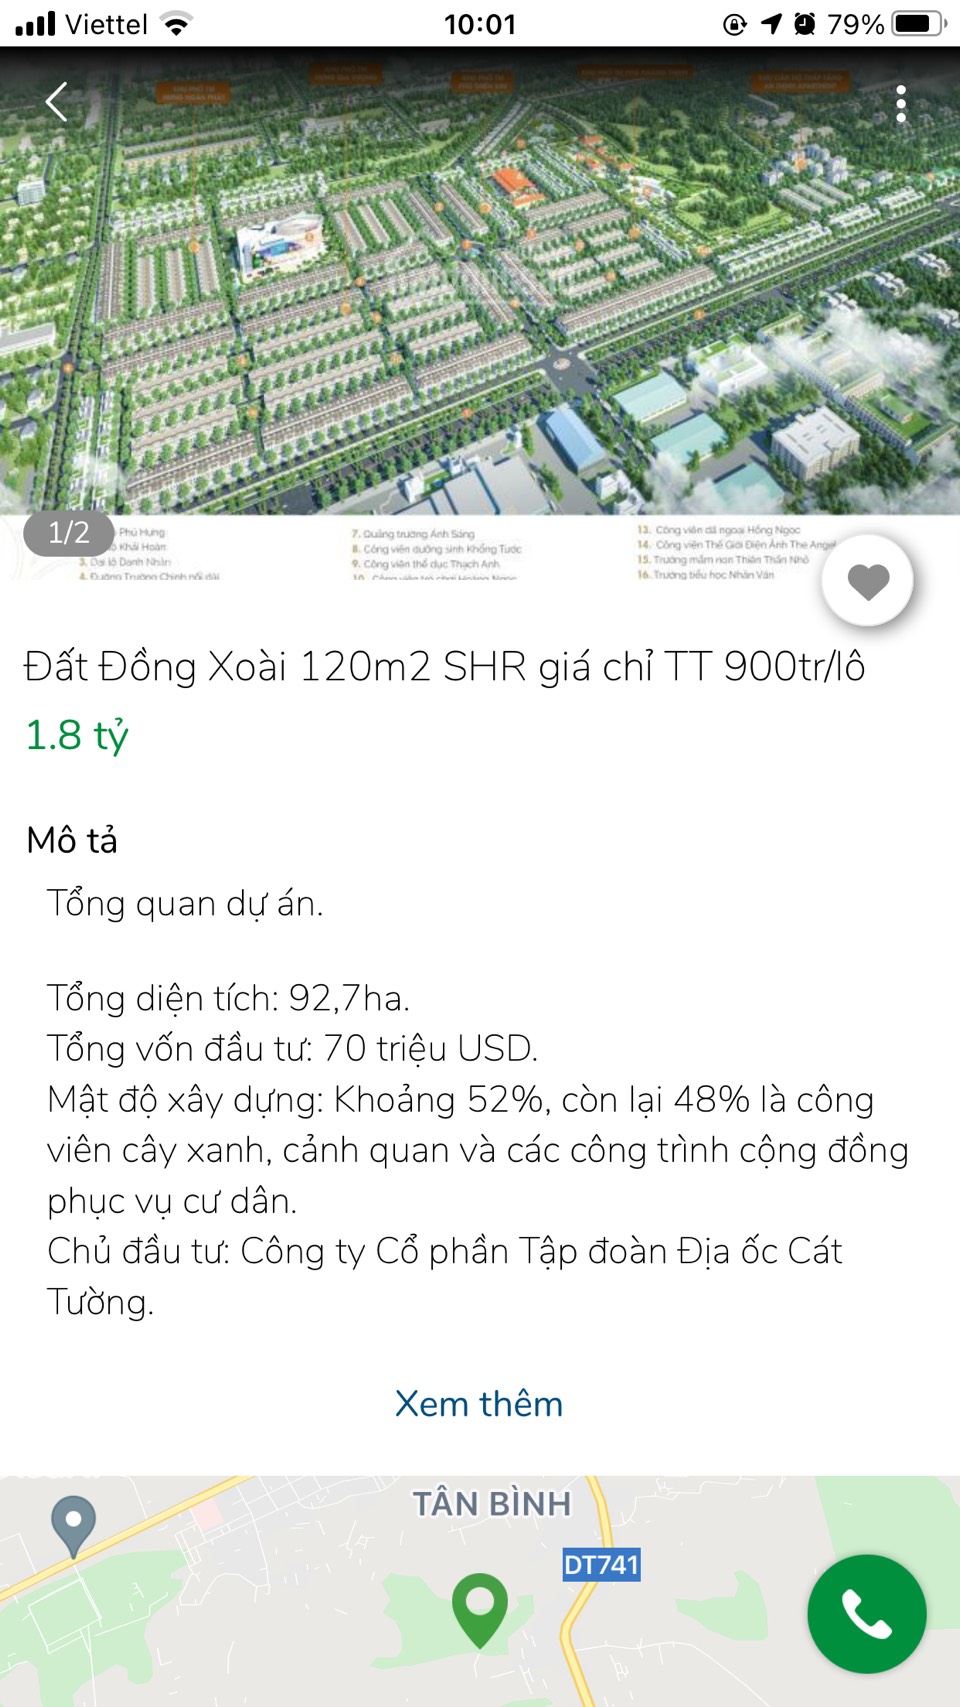 Viettel
10:01
79%
1/2
Phú Hưng
Khải Hoàn
3. Đại lộ Danh Nhân
4. Đường Trường Chinh nối dài
7. Quảng trường Ánh Sáng
8. Công viên dưỡng sinh Khổng Tước
9. Công viên thể dục Thạch Anh
10. Công viên trò chơi Hoàng Ngọc
13. Công viên dã ngoại Hồng Ngọc
14. Công viên Thế Giới Điện Ảnh The Angel
15. Trường mầm non Thiên Thần Nhỏ
16. Trường tiểu học Nhân Văn
Đất Đồng Xoài 120m2 SHR giá chỉ TT 900tr/lô
1.8 tỷ
Mô tả
Tổng quan dự án.
Tổng diện tích: 92,7ha.
Tổng vốn đầu tư: 70 triệu USD.
Mật độ xây dựng: Khoảng 52%, còn lại 48% là công
viên cây xanh, cảnh quan và các công trình cộng đồng
phục vụ cư dân.
Chủ đầu tư: Công ty Cổ phần Tập đoàn Địa ốc Cát
Tường.
Xem thêm
TÂN BÌNH
DT741